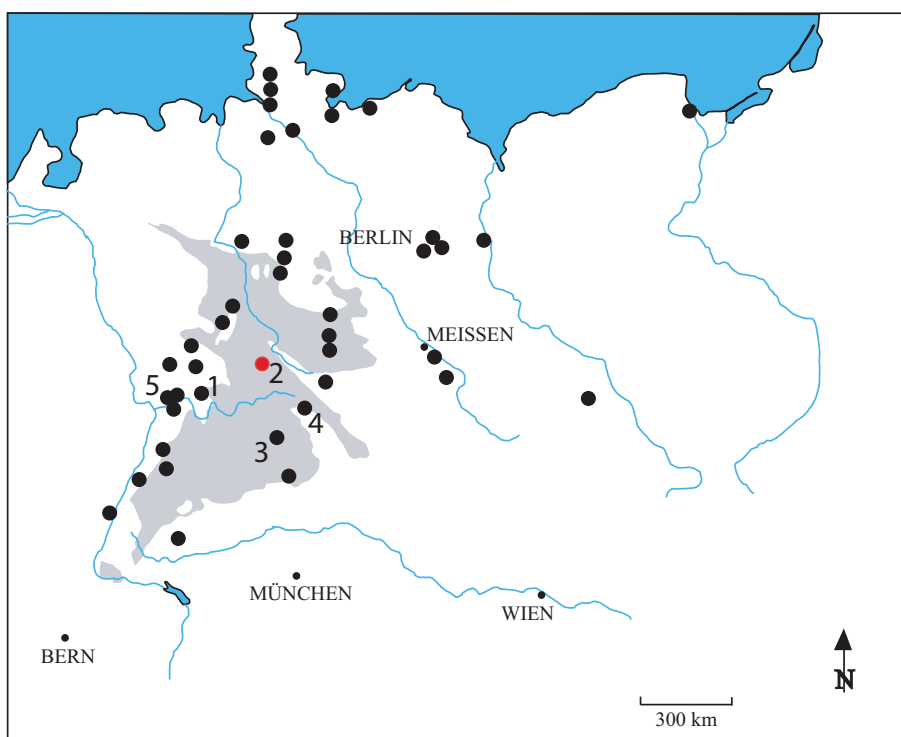 BERLIN
MEISSEN
2
5
1
4
3
MÜNCHEN
WIEN
BERN
N
300 km